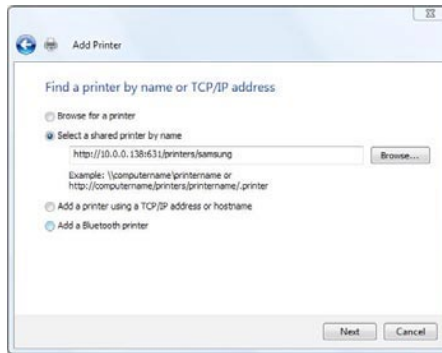 Add Printer
Find a printer by name or TCP/IP address
Browse for a printer
Select a shared printer by name
http://10.0.0.138:631/printers/samsung
Browse...
Example: \\computername\printername or
http://computername/printers/printername/.printer
Add a printer using a TCP/IP address or hostname
Add a Bluetooth printer
Next
Cancel